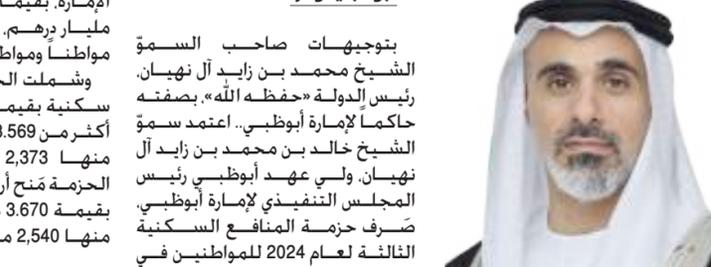 بتوجيهات صاحب السموّ
الشيخ محمد بن زايد آل نهيان،
رئيس الدولة «حفظه الله»، بصفته
حاكماً لإمارة أبوظبي.. اعتمد سموّ
الشيخ خالد بن محمد بن زايد آل
نهيان، ولي عهد أبوظبي رئيس
المجلس التنفيذي لإمارة أبوظبي،
صَرف حزمة المنافع السكنية
الثالثة لعام 2024 للمواطنين في
الإمارة، بقيمة
مليار درهم،
مواطناً ومواط
وشملت الح
سكنية بقيمة
أكثر من 3.569
منها 2,373
الحزمة مَنح أر
بقيمة 3.670
منها 2,540 م